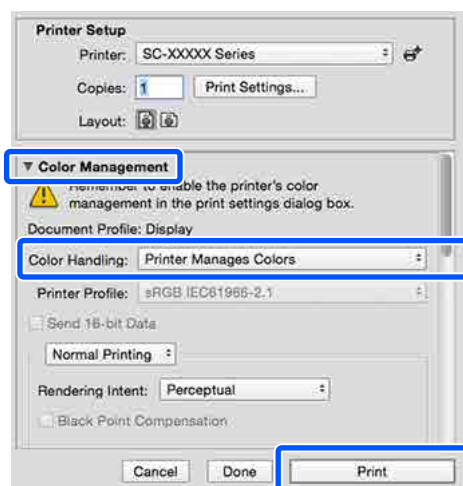 Printer Setup
Printer: SC-XXXXX Series
Copies: 1 Print Settings...
Layout:
▼ Color Management
Remember to enable the printer's color
management in the print settings dialog box.
Document Profile: Display
Color Handling: Printer Manages Colors
Printer Profile: sRGB IEC61966-2.1
Send 16-bit Data
Normal Printing
Rendering Intent: Perceptual
Black Point Compensation
Cancel Done Print